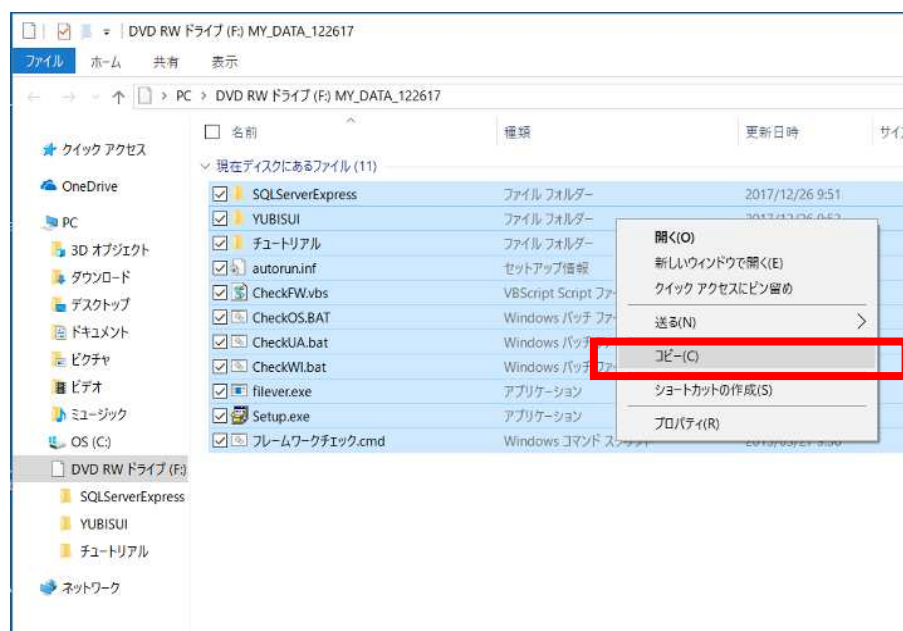 DVD RW ドライブ (F:) MY_DATA_122617
ファイル ホーム 共有 表示
PC > DVD RW ドライブ (F:) MY_DATA_122617
名前 種類 更新日時
クイック アクセス
OneDrive
PC
3D オブジェクト
ダウンロード
デスクトップ
ドキュメント
ピクチャ
ビデオ
ミュージック
OS (C:)
DVD RW ドライブ (F:)
SQLServerExpress
YUBISUI
チュートリアル
ネットワーク
現在ディスクにあるファイル (11)
SQLServerExpress ファイル フォルダー 2017/12/26 9:51
YUBISUI ファイル フォルダー
チュートリアル ファイル フォルダー
autorun.inf セットアップ情報
CheckFW.vbs VBScript Script
CheckOS.BAT Windows バッチ
CheckUA.bat Windows バッチ
CheckWI.bat Windows バッチ
filever.exe アプリケーション
Setup.exe アプリケーション
フレームワークチェック.cmd Windows コマンド
開く(O)
新しいウィンドウで開く(E)
クイック アクセスにピン留め
送る(N)
コピー(C)
ショートカットの作成(S)
プロパティ(R)